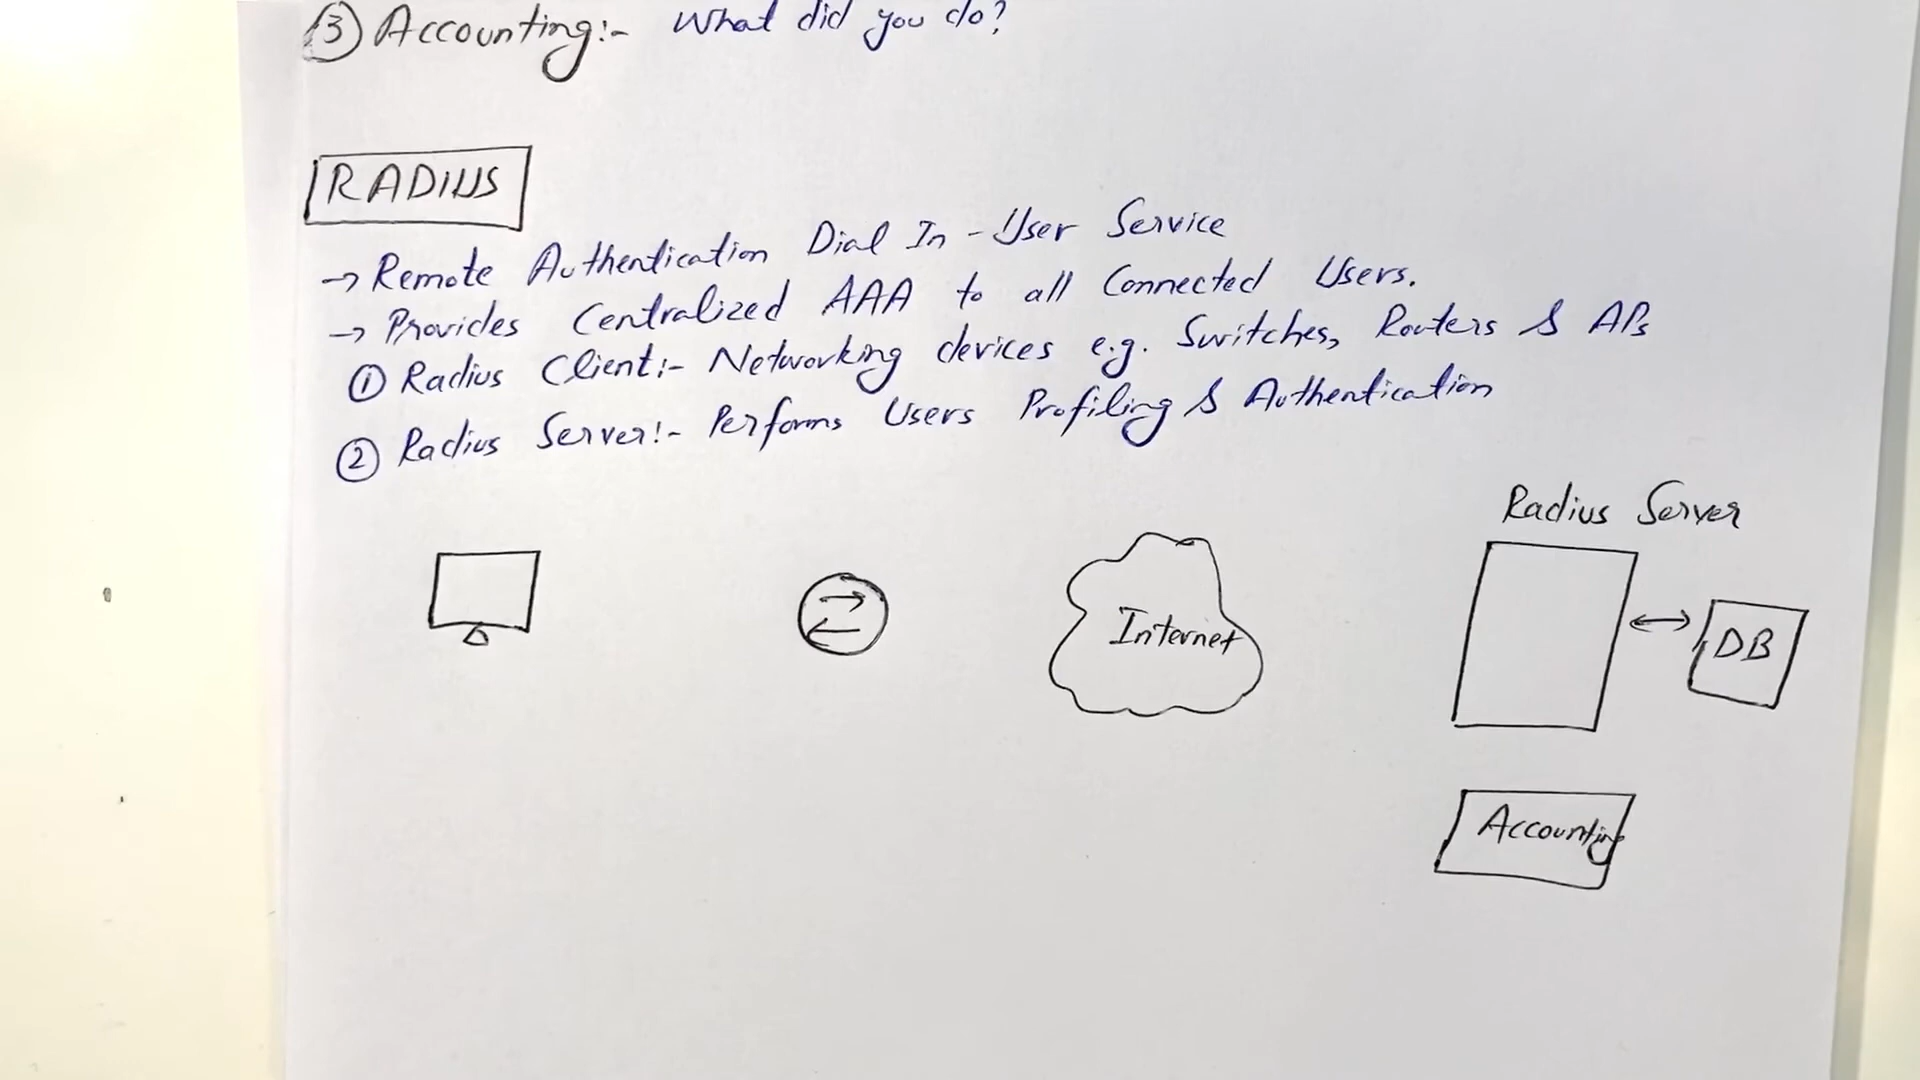 ③ Accounting:- What did you do?
RADIUS
→ Remote Authentication Dial In-User Service
→ Provides Centralized AAA to all Connected Users.
① Radius Client:- Networking devices e.g. Switches, Routers & APs
② Radius Server:- Performs Users Profiling & Authentication
Radius Server
Internet
DB
Accounting